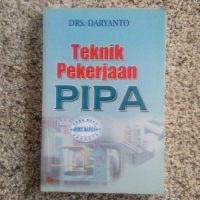 DRS. DARYANTO
Teknik
Pekerjaan
PIPA